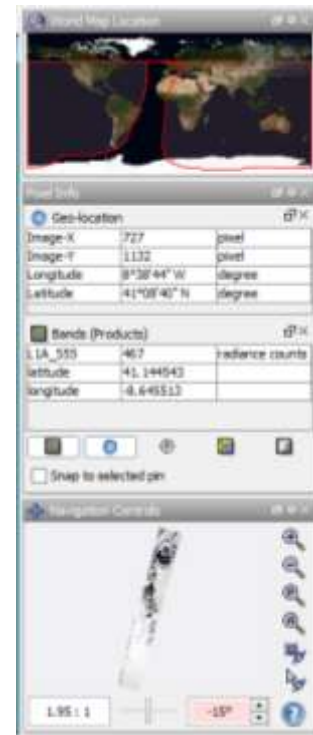 World Map Location
Pixel Info
Geo-location
Image-X 727 pixel
Image-Y 1132 pixel
Longitude 8°38'44" W degree
Latitude 41°08'40" N degree
Bands (Products)
L1A_555 467 radiance counts
latitude 41.144543
longitude -8.645513
Snap to selected pin
Navigation Controls
1.95 : 1 -15°